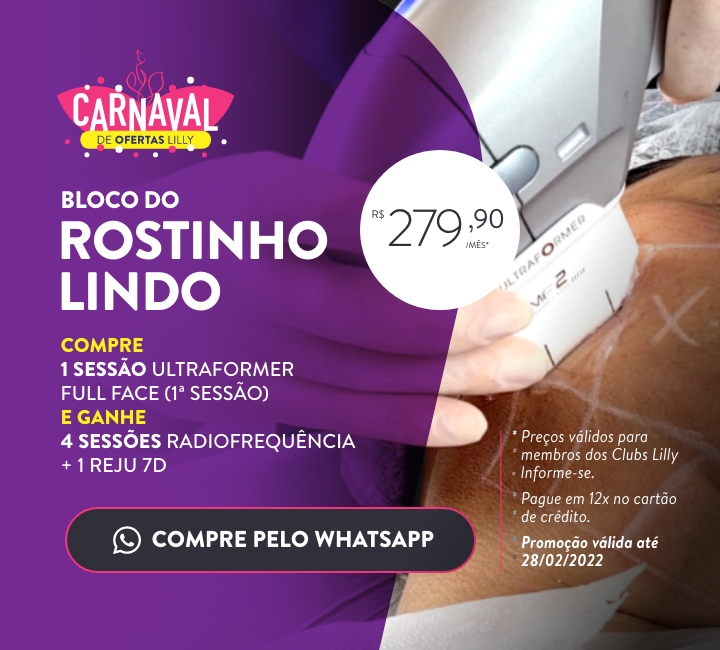 CARNAVAL
DE OFERTAS LILLY
BLOCO DO
ROSTINHO
LINDO
R$ 279,90
/MÊS*
ULTRAFORMER
MF2
COMPRE
1 SESSÃO ULTRAFORMER
FULL FACE (1ª SESSÃO)
E GANHE
4 SESSÕES RADIOFREQUÊNCIA
+ 1 REJU 7D
COMPRE PELO WHATSAPP
* Preços válidos para
* membros dos Clubs Lilly
* Informe-se.
* Pague em 12x no cartão
* de crédito.
Promoção válida até
28/02/2022